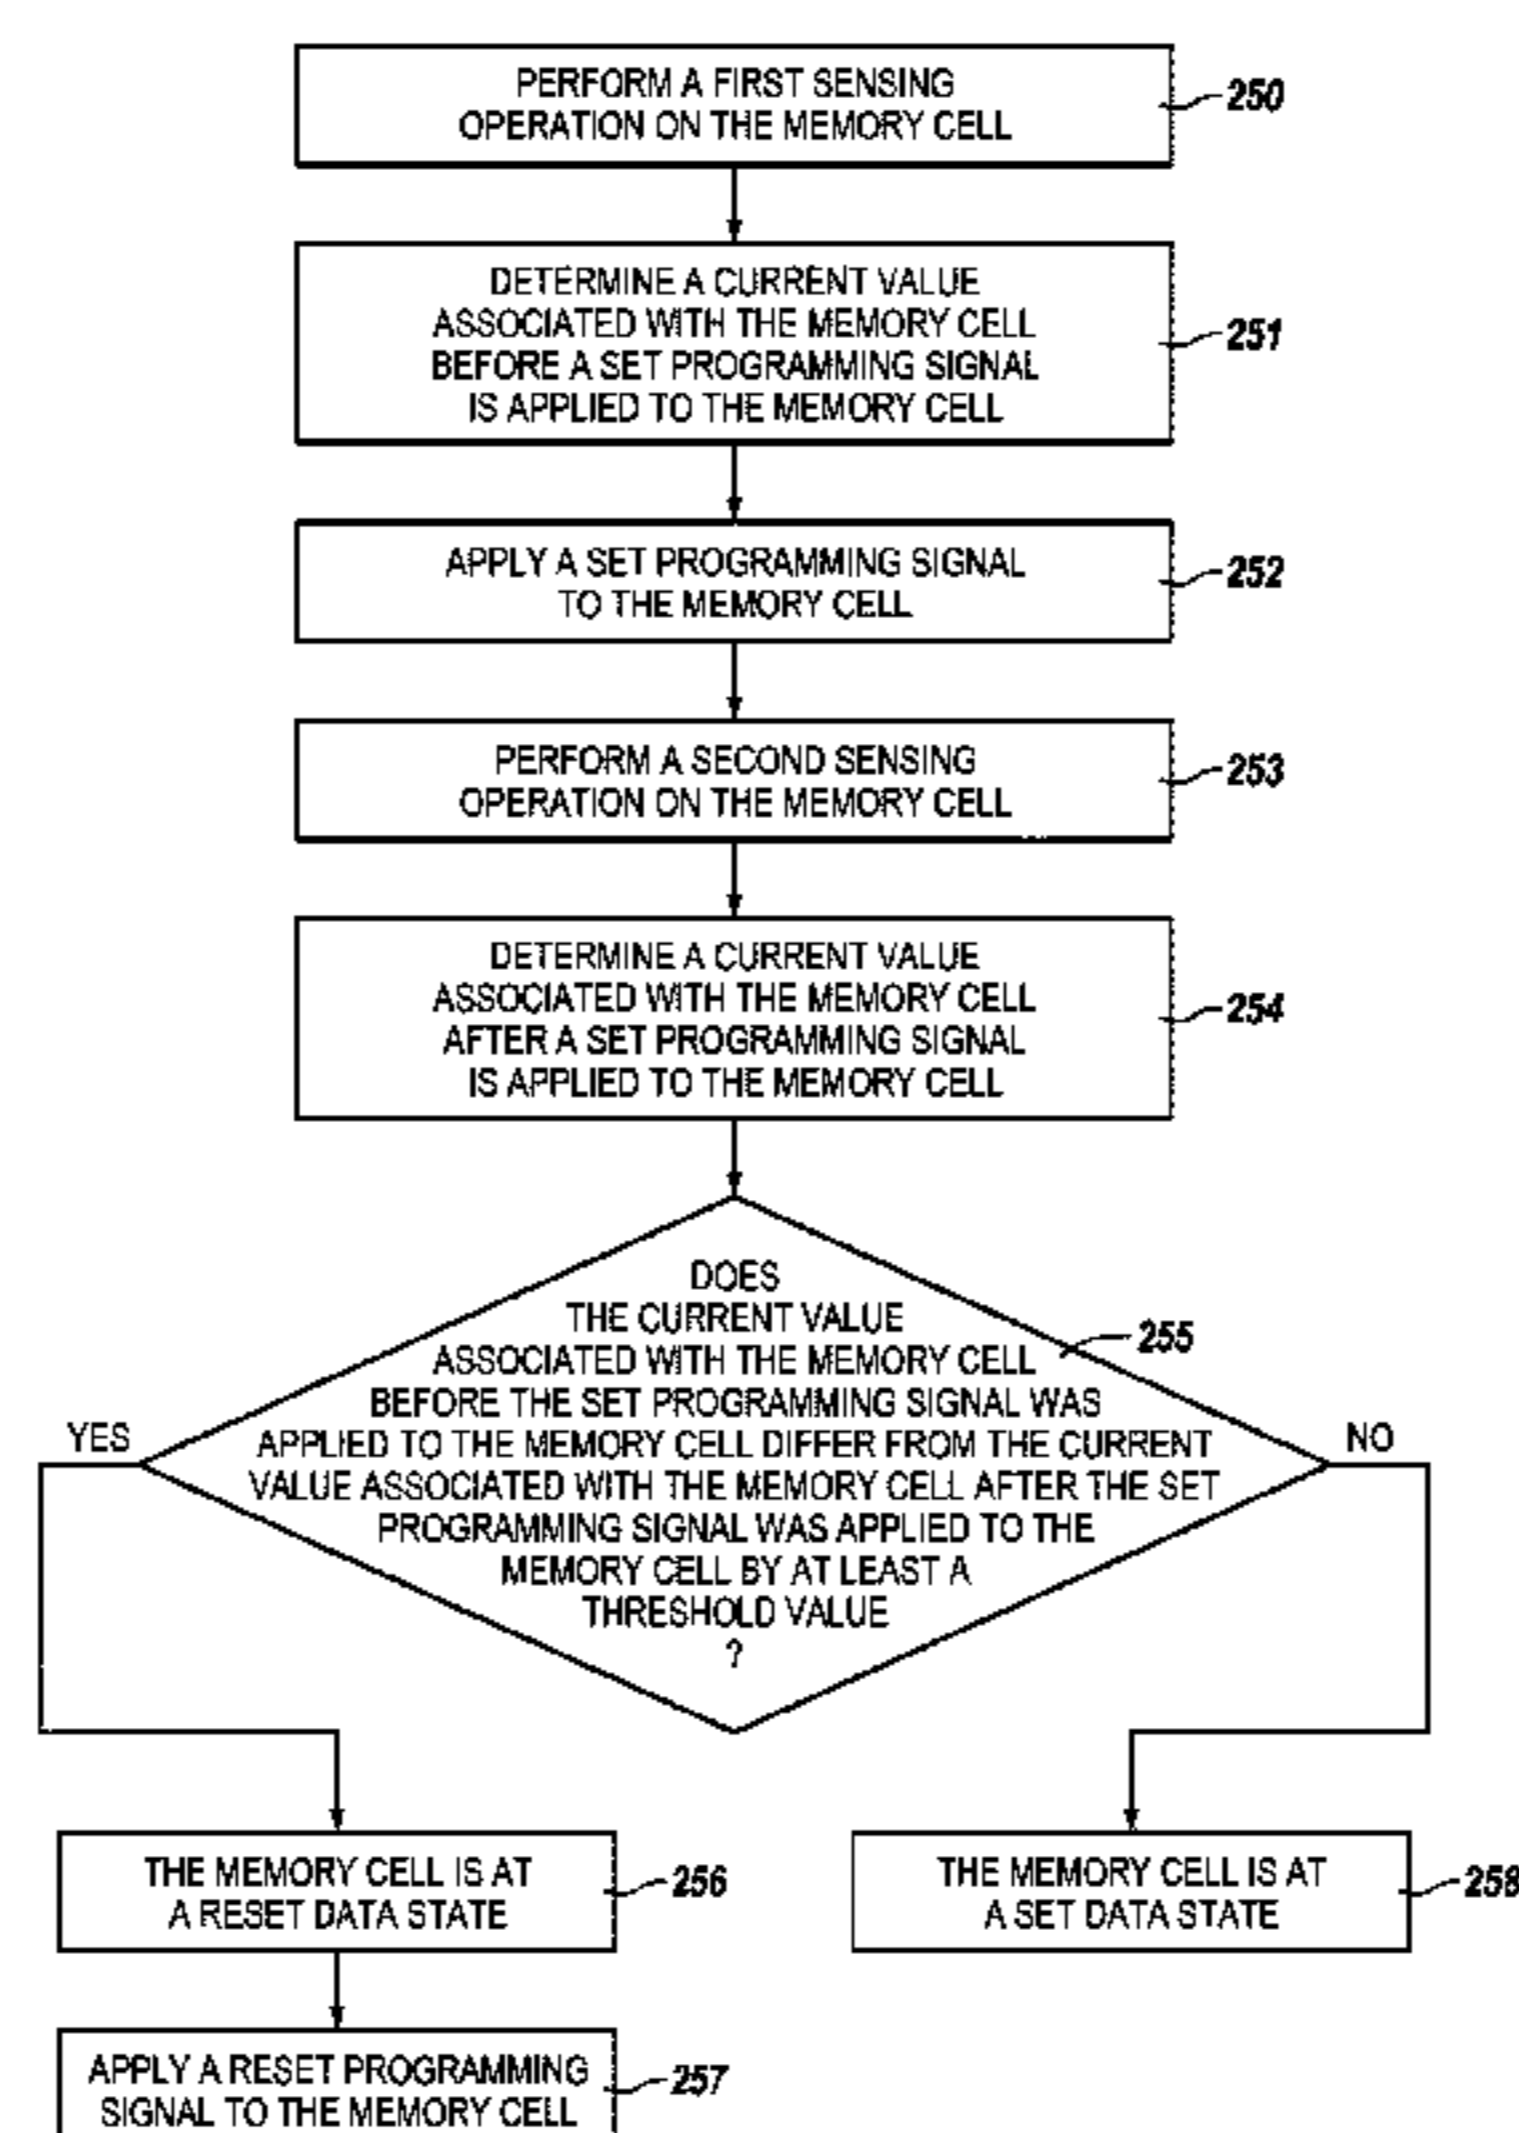 PERFORM A FIRST SENSING
OPERATION ON THE MEMORY CELL
250
DETERMINE A CURRENT VALUE
ASSOCIATED WITH THE MEMORY CELL
BEFORE A SET PROGRAMMING SIGNAL
IS APPLIED TO THE MEMORY CELL
251
APPLY A SET PROGRAMMING SIGNAL
TO THE MEMORY CELL
252
PERFORM A SECOND SENSING
OPERATION ON THE MEMORY CELL
253
DETERMINE A CURRENT VALUE
ASSOCIATED WITH THE MEMORY CELL
AFTER A SET PROGRAMMING SIGNAL
IS APPLIED TO THE MEMORY CELL
254
DOES
THE CURRENT VALUE
ASSOCIATED WITH THE MEMORY CELL
BEFORE THE SET PROGRAMMING SIGNAL WAS
APPLIED TO THE MEMORY CELL DIFFER FROM THE CURRENT
VALUE ASSOCIATED WITH THE MEMORY CELL AFTER THE SET
PROGRAMMING SIGNAL WAS APPLIED TO THE
MEMORY CELL BY AT LEAST A
THRESHOLD VALUE
?
255
YES
NO
THE MEMORY CELL IS AT
A RESET DATA STATE
256
THE MEMORY CELL IS AT
A SET DATA STATE
258
APPLY A RESET PROGRAMMING
SIGNAL TO THE MEMORY CELL
257